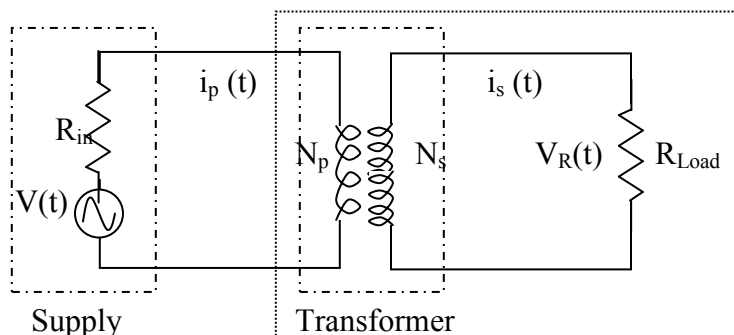 i_p (t)
i_s (t)
R_in
N_p
N_s
V_R(t)
R_Load
V(t)
Supply
Transformer